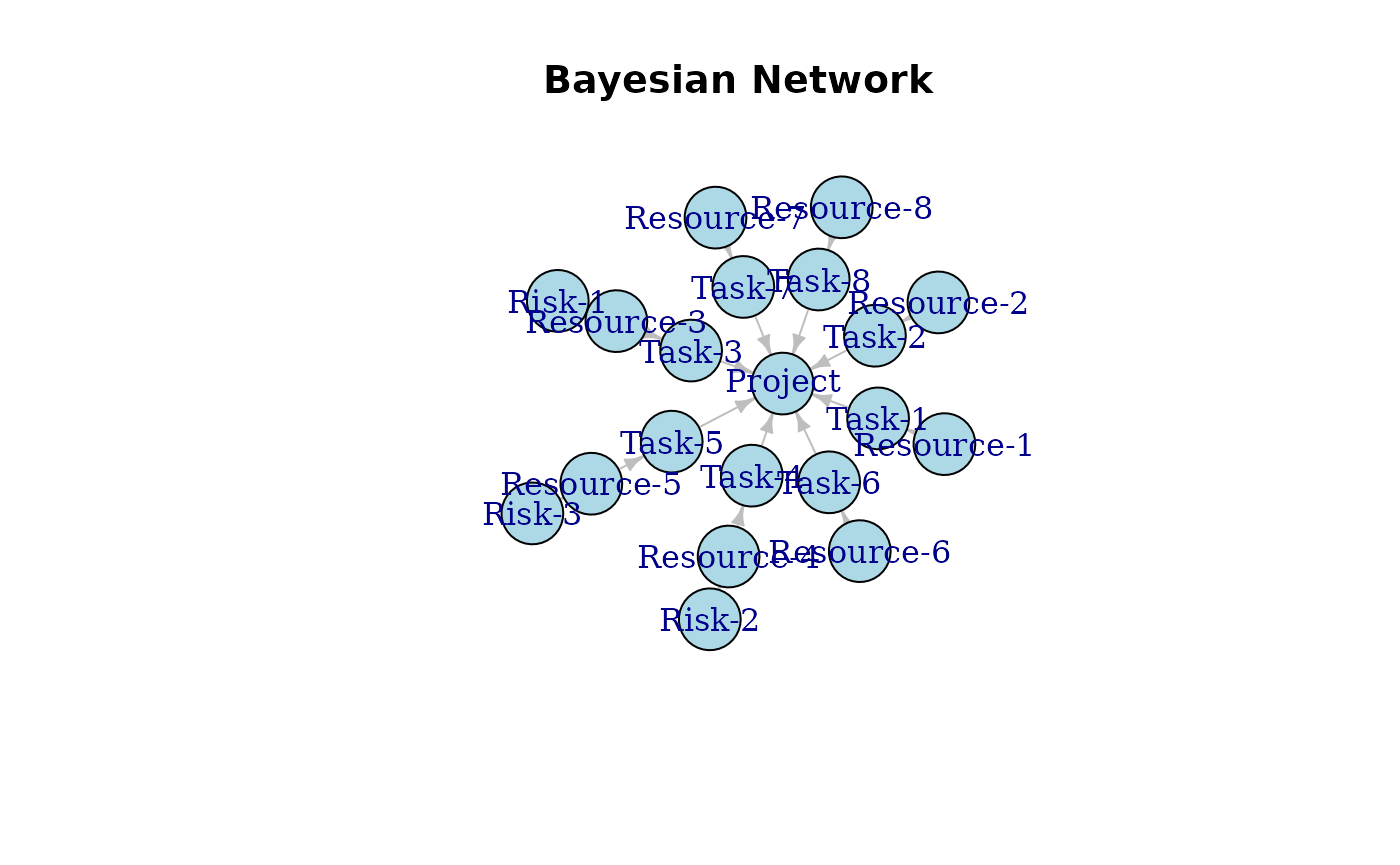 Bayesian Network
Resource-8
Resource-7
Task-8
Task-7
Risk-1
Resource-2
Resource-3
Task-2
Task-3
Project
Task-1
Task-5
Resource-1
Task-4
Task-6
Resource-5
Risk-3
Resource-6
Resource-4
Risk-2